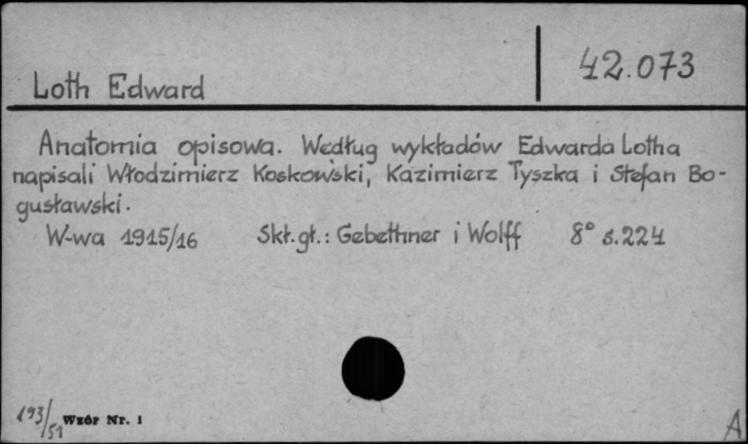 42.073
Loth Edward
Anatomia opisowa. Według wykładów Edwarda Lotha
napisali Włodzimierz Koskowski, Kazimierz Tyszka i Stefan Bo-
gusławski.
W-wa 1915/16 Skł.gł.: Gebethner i Wolff 8° s.224
193/51 Wzór Nr. 1
A